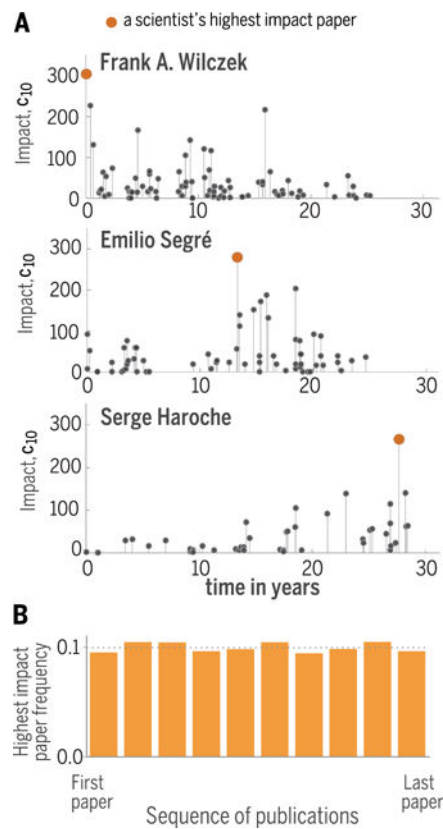 A
a scientist's highest impact paper
Frank A. Wilczek
Impact, c10
300
200
100
0
0
10
20
30
Emilio Segré
Impact, c10
300
200
100
0
0
10
20
30
Serge Haroche
Impact, c10
300
200
100
0
0
10
20
30
time in years
B
Highest impact
paper frequency
0.1
0.0
First
paper
Last
paper
Sequence of publications